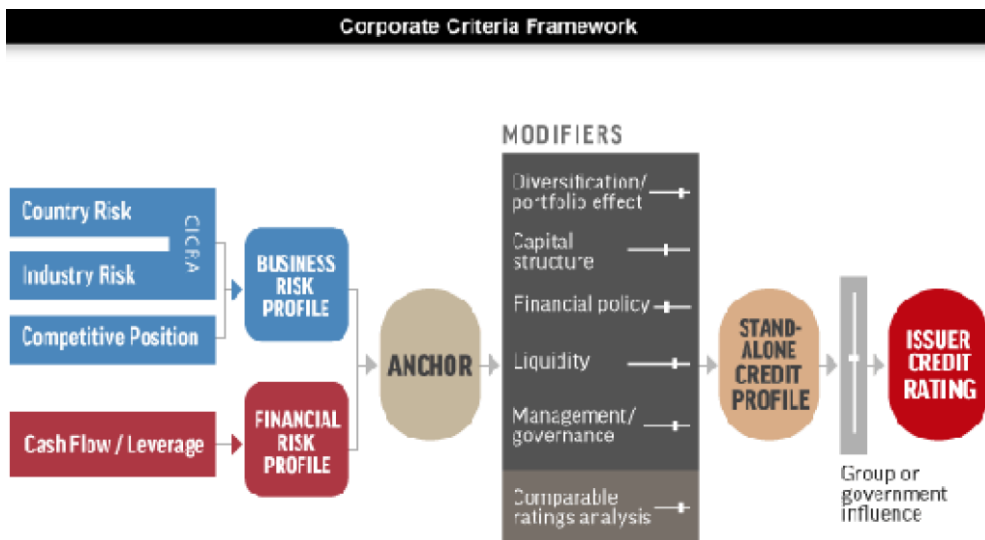 Corporate Criteria Framework
MODIFIERS
Country Risk
Industry Risk
CICRA
Competitive Position
Cash Flow / Leverage
BUSINESS
RISK
PROFILE
FINANCIAL
RISK
PROFILE
ANCHOR
Diversification/
portfolio effect
Capital
structure
Financial policy
Liquidity
Management/
governance
Comparable
ratings analysis
STAND-
ALONE
CREDIT
PROFILE
Group or
government
influence
ISSUER
CREDIT
RATING